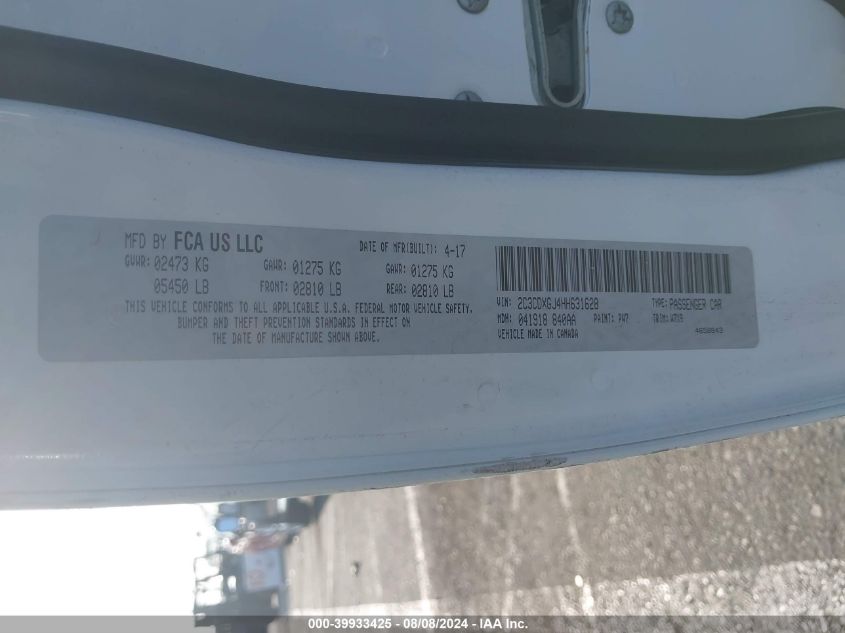 MFD BY FCA US LLC
DATE OF MFR(BUILT): 4-17
GVWR: 02473 KG GAWR: 01275 KG GAWR: 01275 KG
05450 LB FRONT: 02810 LB REAR: 02810 LB
THIS VEHICLE CONFORMS TO ALL APPLICABLE U.S.A. FEDERAL MOTOR VEHICLE SAFETY,
BUMPER AND THEFT PREVENTION STANDARDS IN EFFECT ON
THE DATE OF MANUFACTURE SHOWN ABOVE.
VIN: 2C3CDXGJ4HH631628 TYPE: PASSENGER CAR
MDH: 041918 840AA PAINT: PW7 TRIM: A7X9
VEHICLE MADE IN CANADA
000-39933425 - 08/08/2024 - IAA Inc.